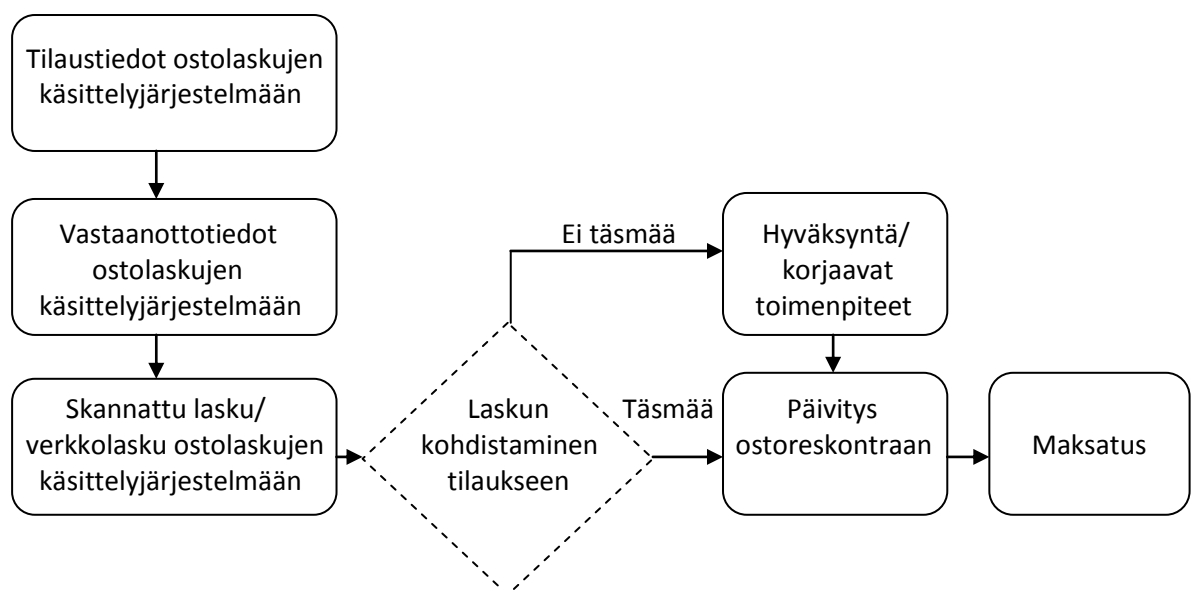 Tilaustiedot ostolaskujen
käsittelyjärjestelmään
Vastaanottotiedot
ostolaskujen
käsittelyjärjestelmään
Skannattu lasku/
verkkolasku ostolaskujen
käsittelyjärjestelmään
Laskun
kohdistaminen
tilaukseen
Ei täsmää
Täsmää
Hyväksyntä/
korjaavat
toimenpiteet
Päivitys
ostoreskontraan
Maksatus